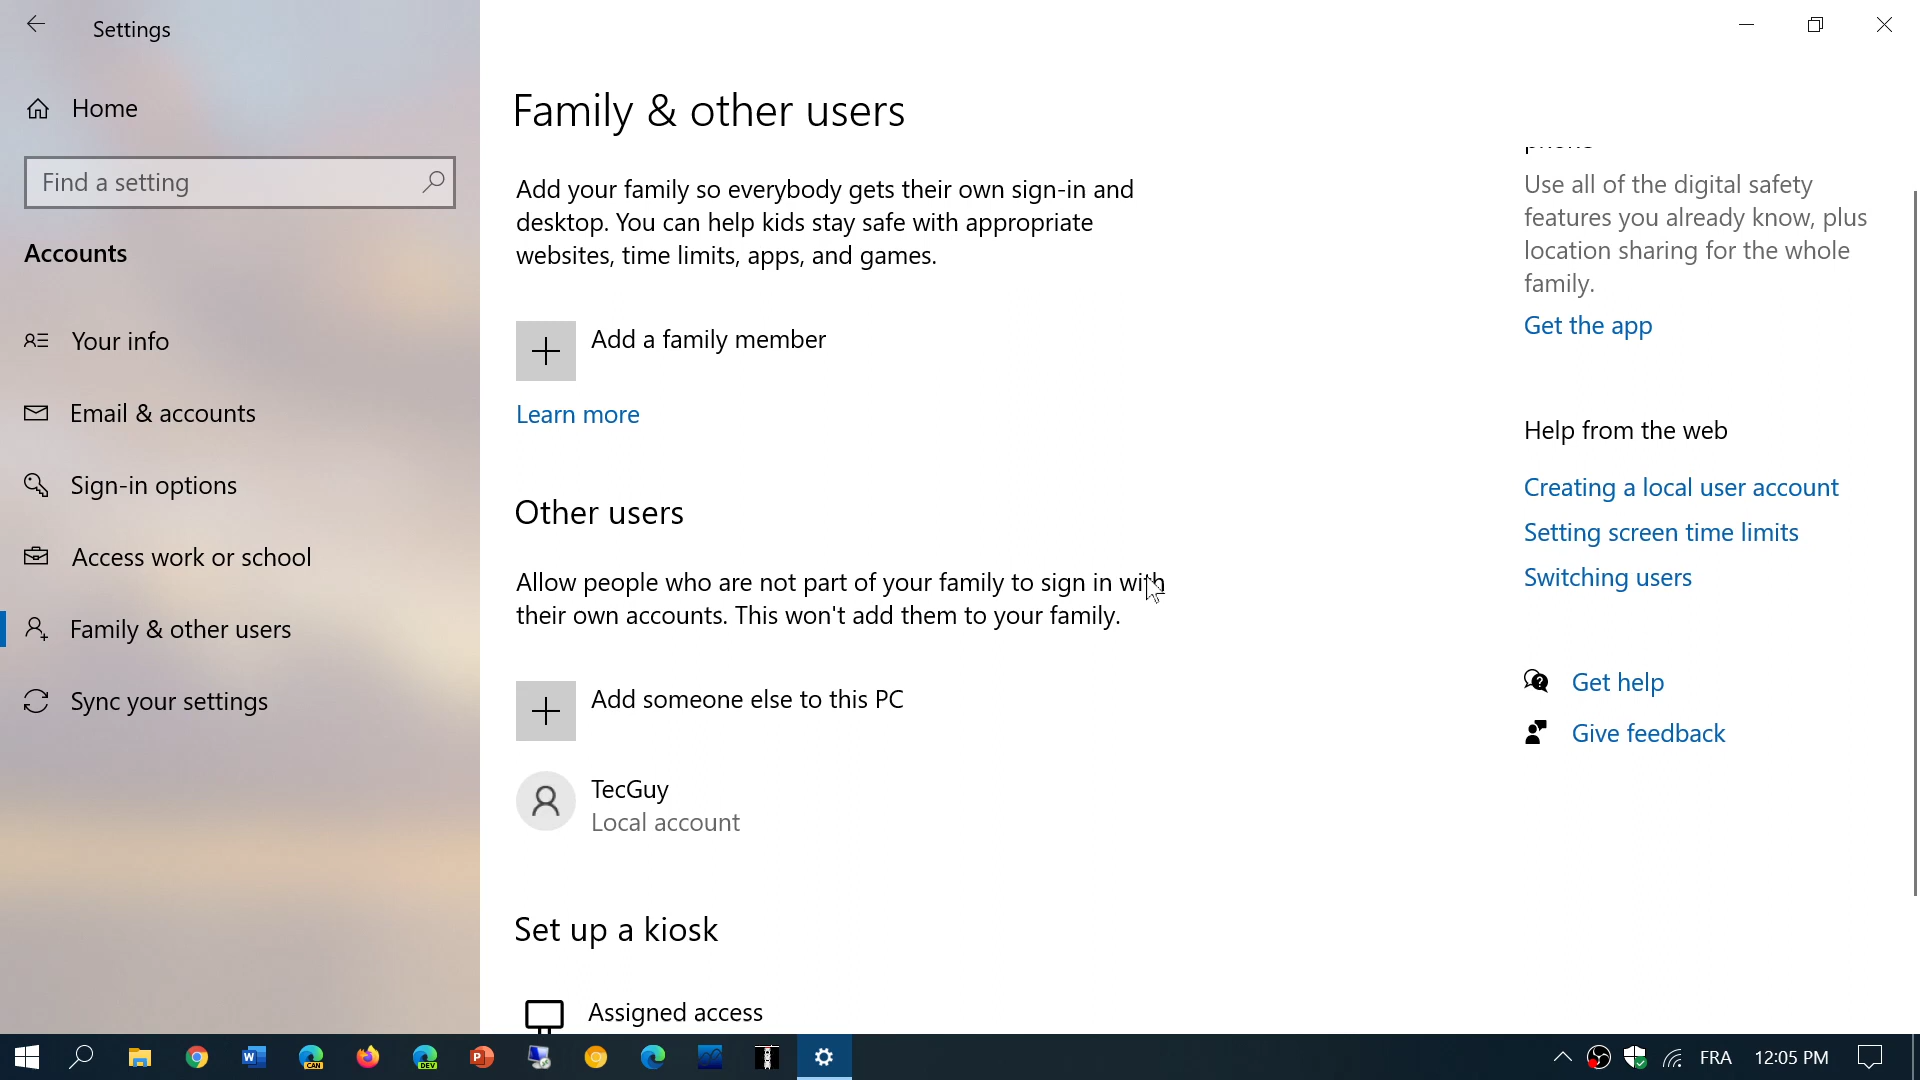 Settings
Home
Find a setting
Accounts
Your info
Email & accounts
Sign-in options
Access work or school
Family & other users
Sync your settings
Family & other users
Add your family so everybody gets their own sign-in and
desktop. You can help kids stay safe with appropriate
websites, time limits, apps, and games.
Add a family member
Learn more
Other users
Allow people who are not part of your family to sign in with
their own accounts. This won't add them to your family.
Add someone else to this PC
TecGuy
Local account
Set up a kiosk
Assigned access
Use all of the digital safety
features you already know, plus
location sharing for the whole
family.
Get the app
Help from the web
Creating a local user account
Setting screen time limits
Switching users
Get help
Give feedback
CAN
DEV
FRA
12:05 PM